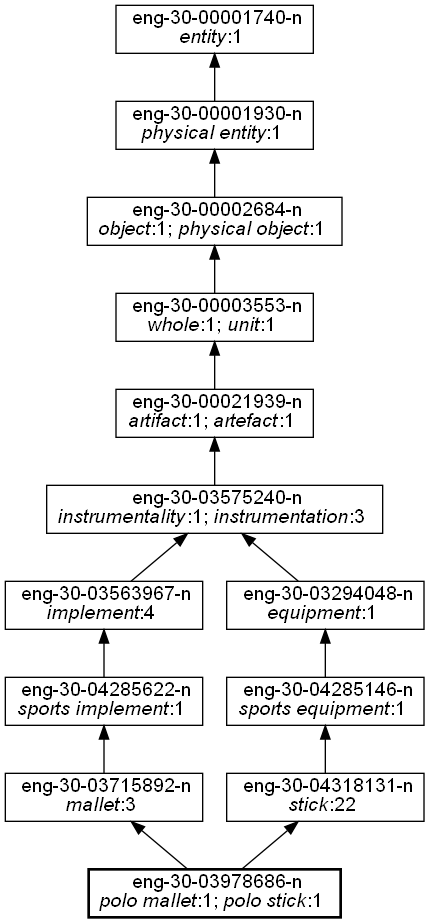 eng-30-00001740-n
entity:1
eng-30-00001930-n
physical entity:1
eng-30-00002684-n
object:1; physical object:1
eng-30-00003553-n
whole:1; unit:1
eng-30-00021939-n
artifact:1; artefact:1
eng-30-03575240-n
instrumentality:1; instrumentation:3
eng-30-03563967-n
implement:4
eng-30-03294048-n
equipment:1
eng-30-04285622-n
sports implement:1
eng-30-04285146-n
sports equipment:1
eng-30-03715892-n
mallet:3
eng-30-04318131-n
stick:22
eng-30-03978686-n
polo mallet:1; polo stick:1